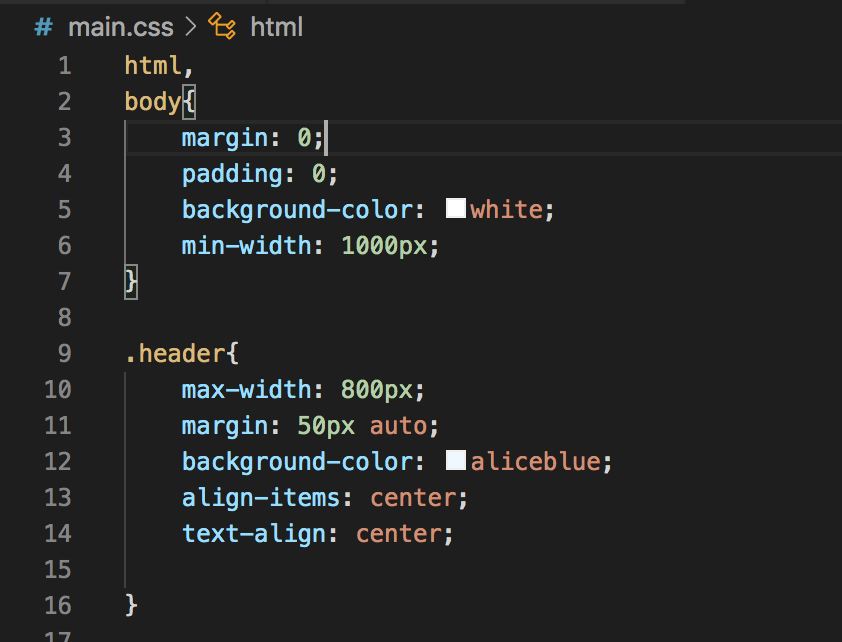 # main.css > html
1 html,
2 body{
3 margin: 0;
4 padding: 0;
5 background-color: white;
6 min-width: 1000px;
7 }
8
9 .header{
10 max-width: 800px;
11 margin: 50px auto;
12 background-color: aliceblue;
13 align-items: center;
14 text-align: center;
15
16 }
17